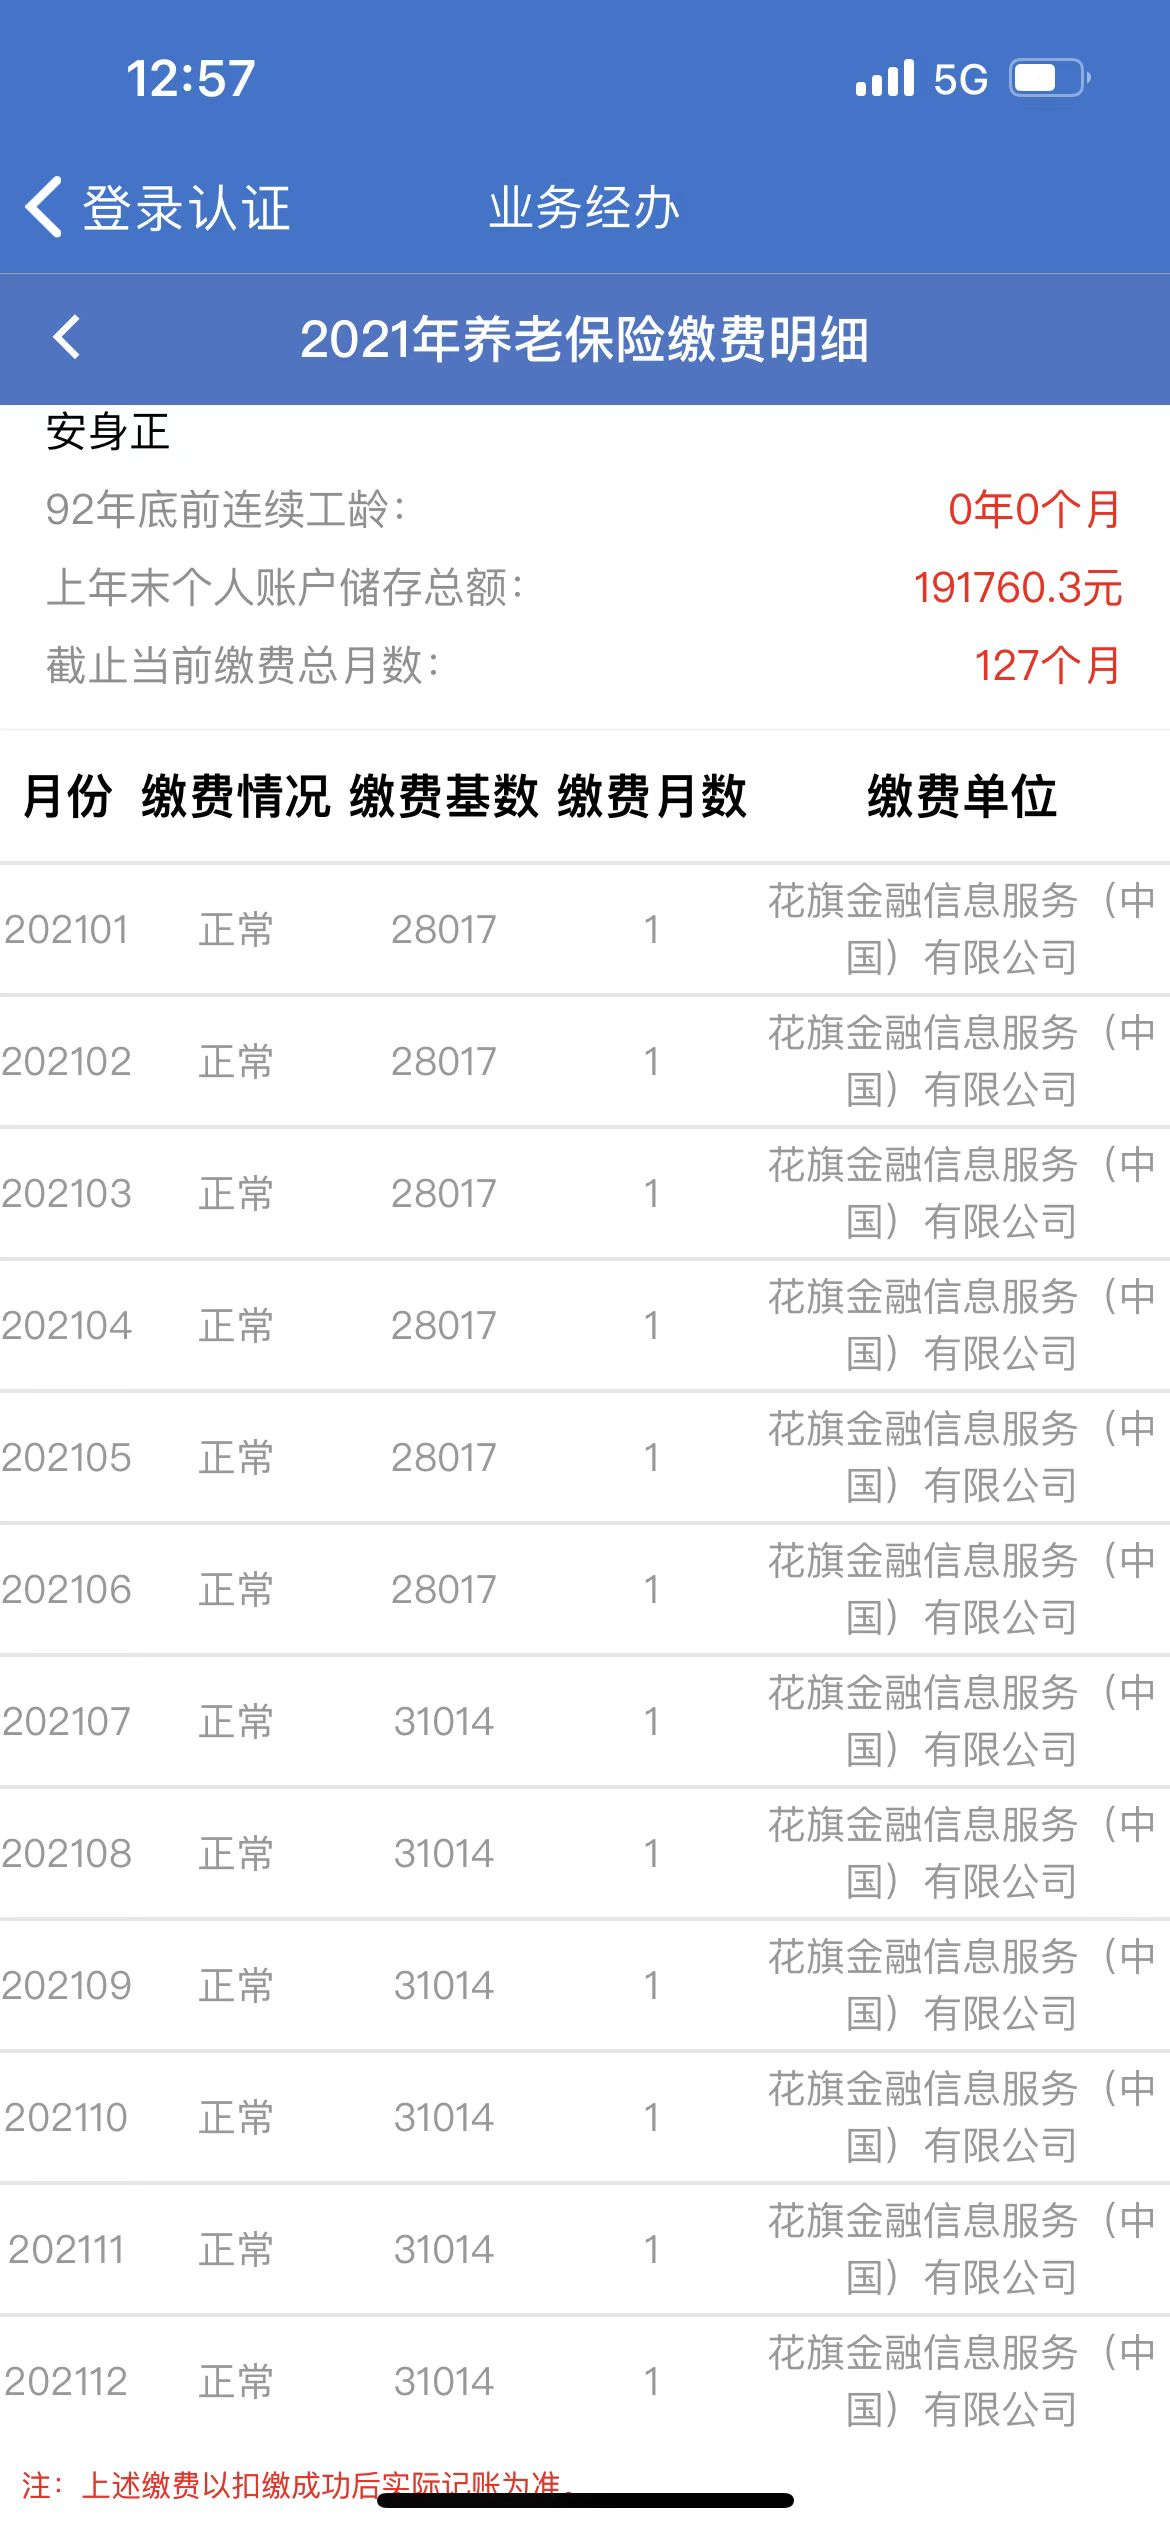 12:57
5G
登录认证
业务经办
2021年养老保险缴费明细
安身正
92年底前连续工龄： 0年0个月
上年末个人账户储存总额： 191760.3元
截止当前缴费总月数： 127个月
月份 缴费情况 缴费基数 缴费月数 缴费单位
202101 正常 28017 1 花旗金融信息服务（中
国）有限公司
202102 正常 28017 1 花旗金融信息服务（中
国）有限公司
202103 正常 28017 1 花旗金融信息服务（中
国）有限公司
202104 正常 28017 1 花旗金融信息服务（中
国）有限公司
202105 正常 28017 1 花旗金融信息服务（中
国）有限公司
202106 正常 28017 1 花旗金融信息服务（中
国）有限公司
202107 正常 31014 1 花旗金融信息服务（中
国）有限公司
202108 正常 31014 1 花旗金融信息服务（中
国）有限公司
202109 正常 31014 1 花旗金融信息服务（中
国）有限公司
202110 正常 31014 1 花旗金融信息服务（中
国）有限公司
202111 正常 31014 1 花旗金融信息服务（中
国）有限公司
202112 正常 31014 1 花旗金融信息服务（中
国）有限公司
注：上述缴费以扣缴成功后实际记账为准。